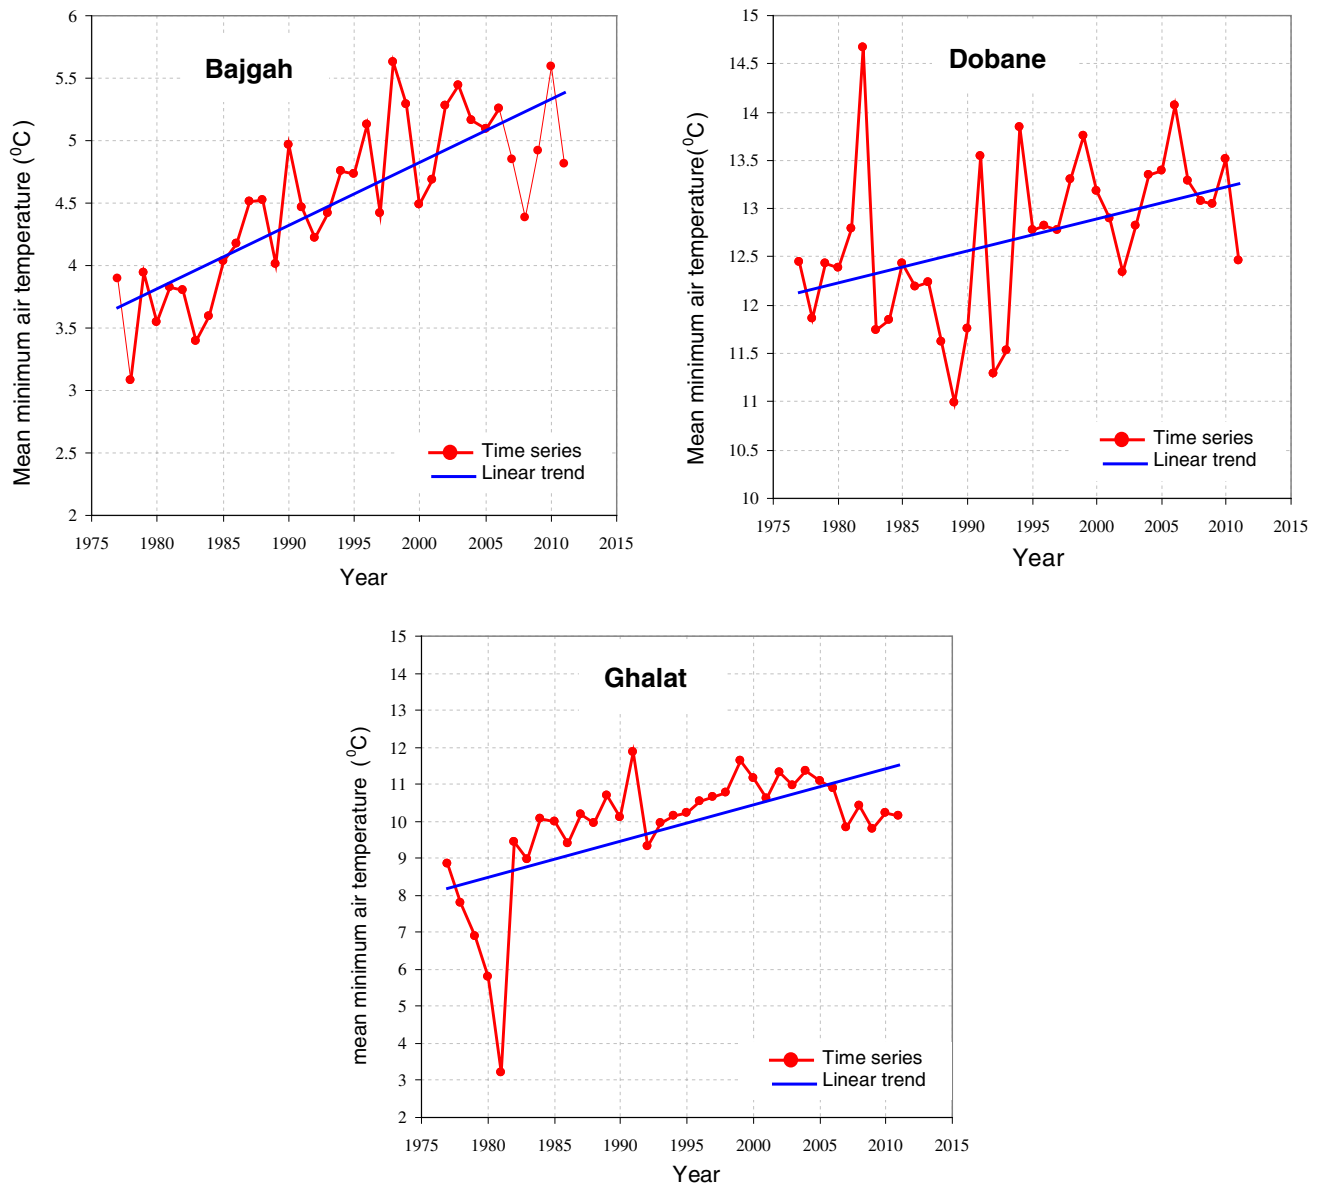 Bajgah
Mean minimum air temperature (⁰C)
6
5.5
5
4.5
4
3.5
3
2.5
2
1975 1980 1985 1990 1995 2000 2005 2010 2015
Year
Time series
Linear trend
Dobane
Mean minimum air temperature(⁰C)
15
14.5
14
13.5
13
12.5
12
11.5
11
10.5
10
1975 1980 1985 1990 1995 2000 2005 2010 2015
Year
Time series
Linear trend
Ghalat
mean minimum air temperature (⁰C)
15
14
13
12
11
10
9
8
7
6
5
4
3
2
1975 1980 1985 1990 1995 2000 2005 2010 2015
Year
Time series
Linear trend